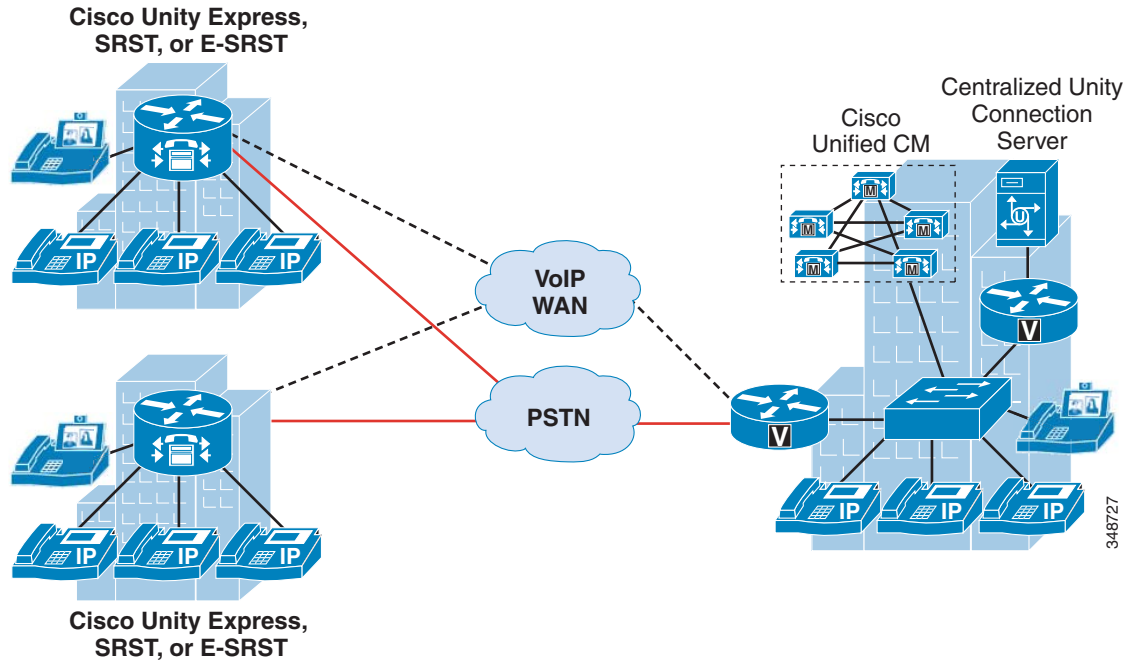 Cisco Unity Express,
SRST, or E-SRST
IP
IP
IP
VoIP
WAN
PSTN
Cisco
Unified CM
M
M
M
M
M
Centralized Unity
Connection
Server
U
V
V
IP
IP
IP
348727
IP
IP
IP
Cisco Unity Express,
SRST, or E-SRST